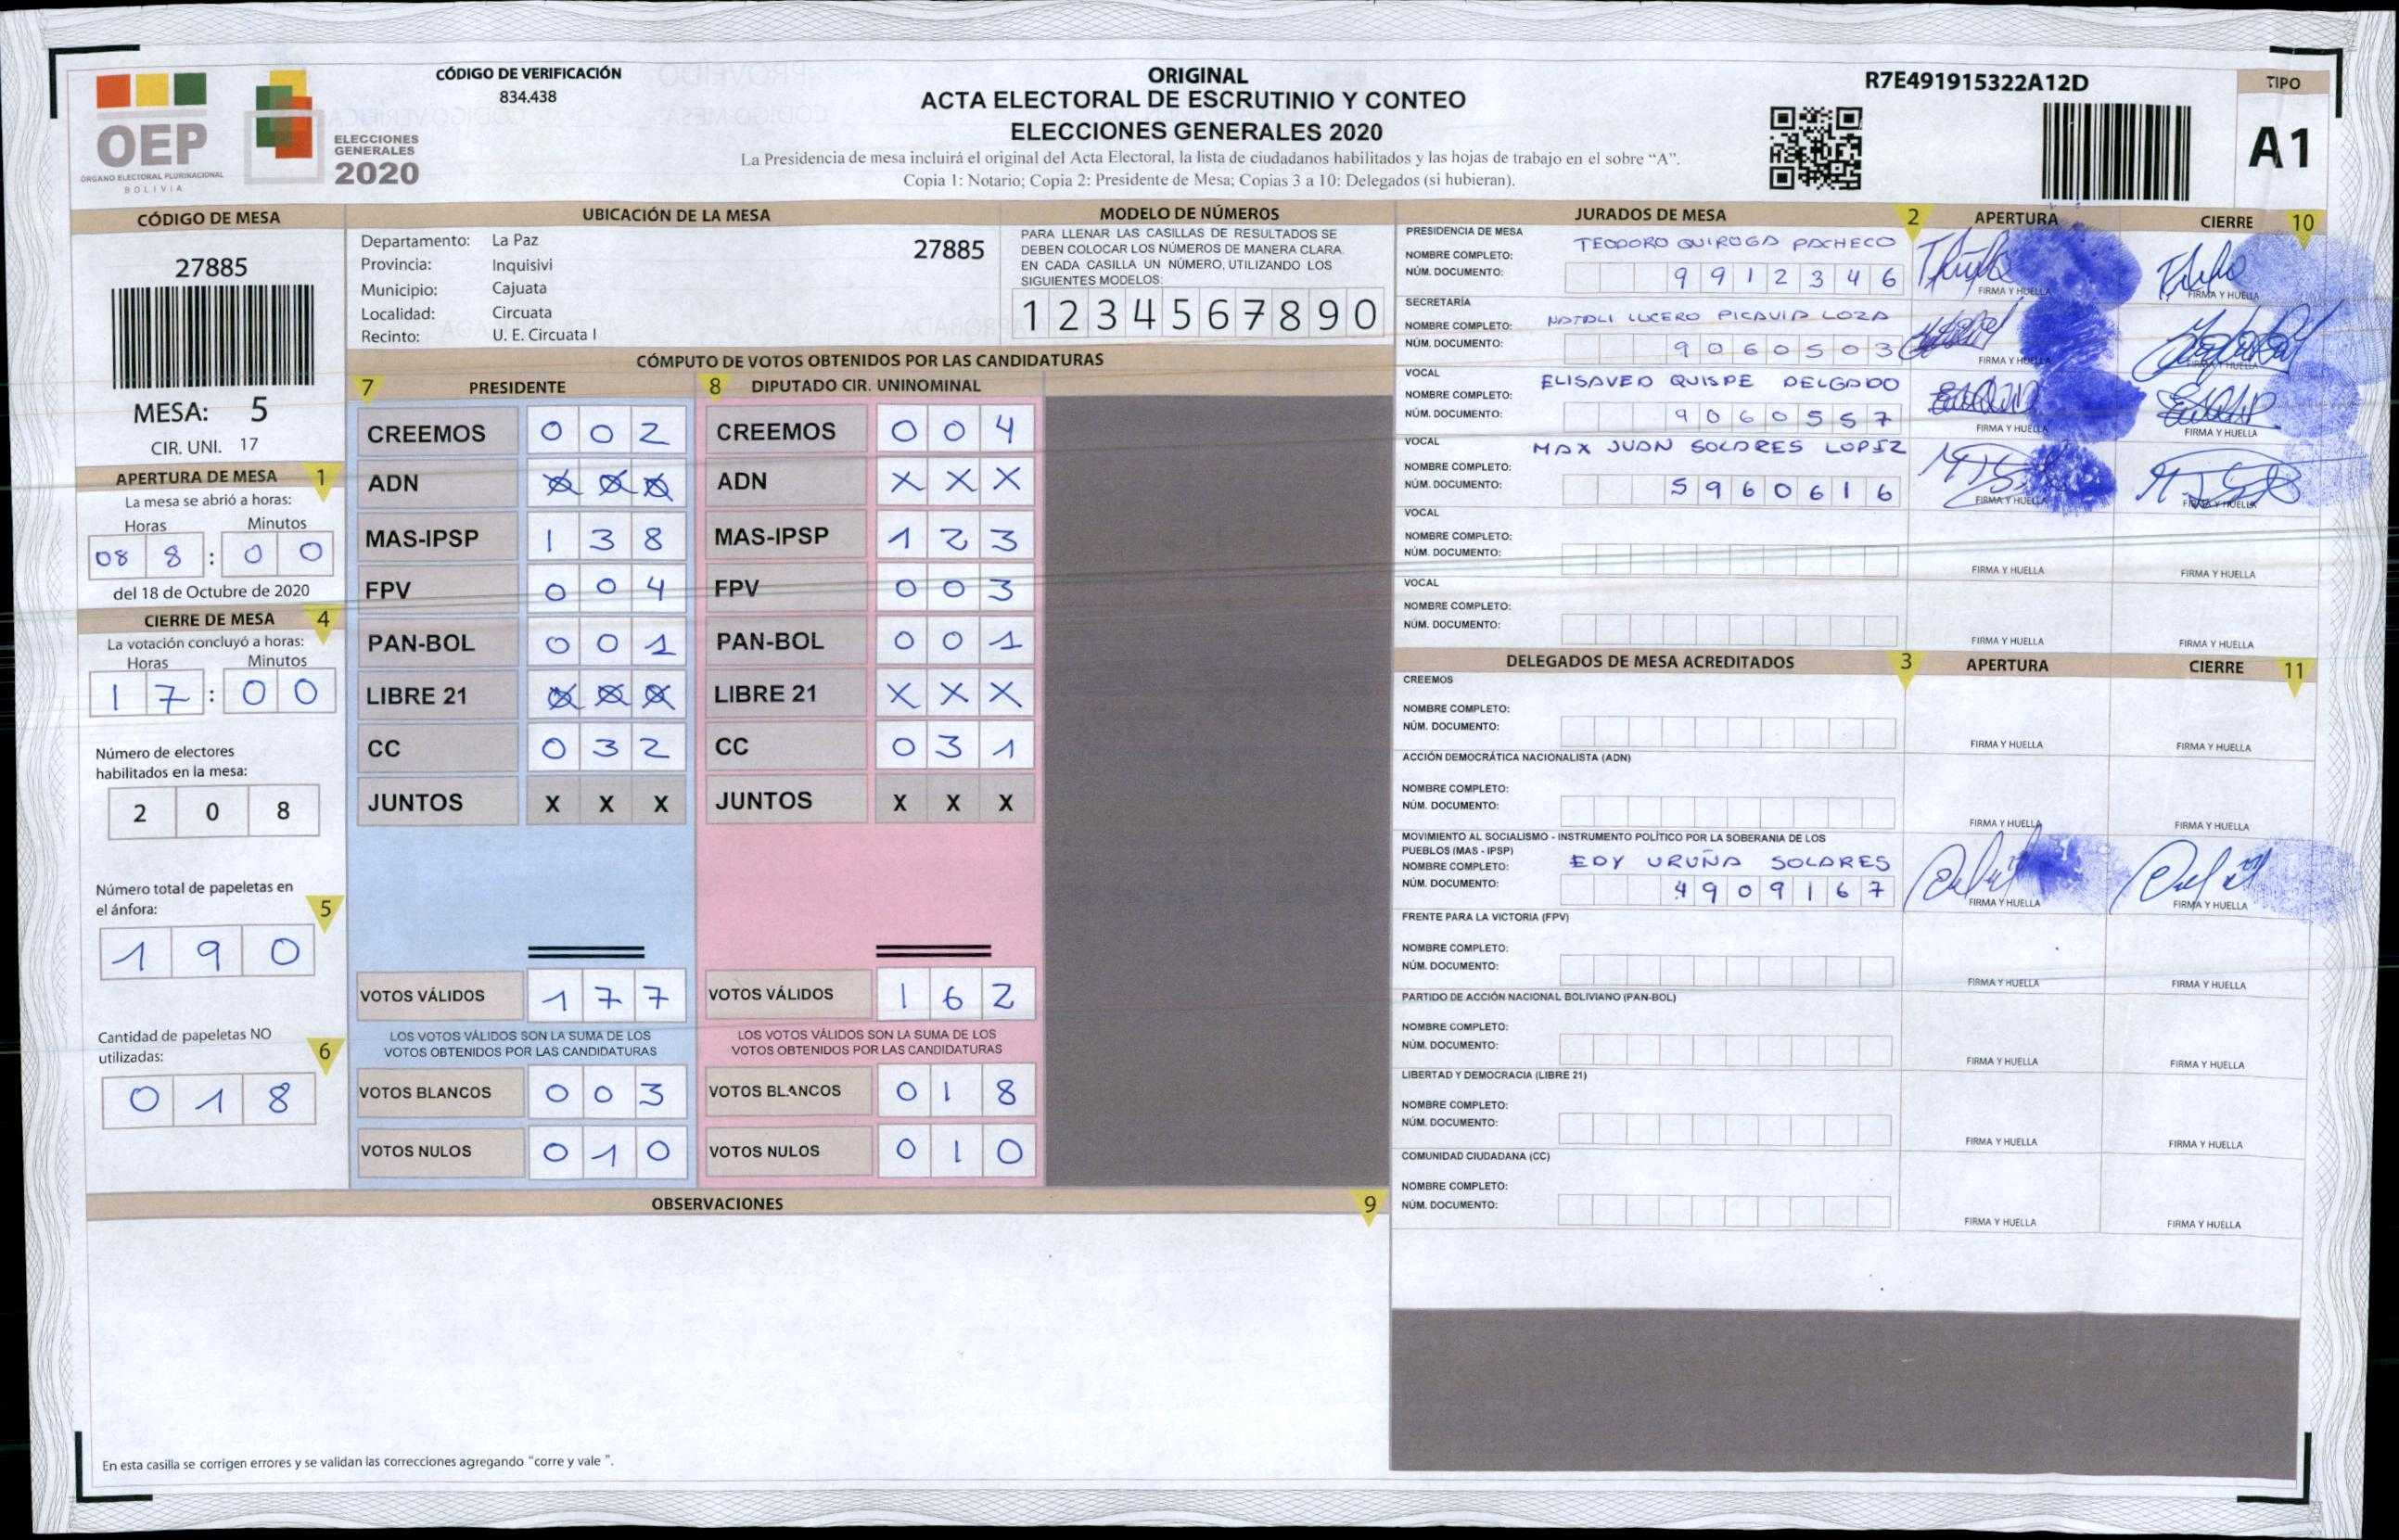 CÓDIGO DE VERIFICACIÓN
834.438
OEP
ÓRGANO ELECTORAL PLURINACIONAL
BOLIVIA
ELECCIONES
GENERALES
2020
ORIGINAL
ACTA ELECTORAL DE ESCRUTINIO Y CONTEO
ELECCIONES GENERALES 2020
La Presidencia de mesa incluirá el original del Acta Electoral, la lista de ciudadanos habilitados y las hojas de trabajo en el sobre “A”.
Copia 1: Notario; Copia 2: Presidente de Mesa; Copias 3 a 10: Delegados (si hubieran).
R7E491915322A12D
TIPO
A1
CÓDIGO DE MESA
27885
MESA: 5
CIR. UNI. 17
APERTURA DE MESA 1
La mesa se abrió a horas:
Horas Minutos
08 8 : 0 0
del 18 de Octubre de 2020
CIERRE DE MESA 4
La votación concluyó a horas:
Horas Minutos
1 7 : 0 0
Número de electores
habilitados en la mesa:
2 0 8
Número total de papeletas en
el ánfora: 5
1 9 0
Cantidad de papeletas NO
utilizadas: 6
0 1 8
UBICACIÓN DE LA MESA
Departamento: La Paz 27885
Provincia: Inquisivi
Municipio: Cajuata
Localidad: Circuata
Recinto: U. E. Circuata I
MODELO DE NÚMEROS
PARA LLENAR LAS CASILLAS DE RESULTADOS SE
DEBEN COLOCAR LOS NÚMEROS DE MANERA CLARA.
EN CADA CASILLA UN NÚMERO, UTILIZANDO LOS
SIGUIENTES MODELOS:
1 2 3 4 5 6 7 8 9 0
CÓMPUTO DE VOTOS OBTENIDOS POR LAS CANDIDATURAS
7 PRESIDENTE
CREEMOS 0 0 2
ADN X X X
MAS-IPSP 1 3 8
FPV 0 0 4
PAN-BOL 0 0 1
LIBRE 21 X X X
CC 0 3 2
JUNTOS X X X
VOTOS VÁLIDOS 1 7 7
LOS VOTOS VÁLIDOS SON LA SUMA DE LOS
VOTOS OBTENIDOS POR LAS CANDIDATURAS
VOTOS BLANCOS 0 0 3
VOTOS NULOS 0 1 0
8 DIPUTADO CIR. UNINOMINAL
CREEMOS 0 0 4
ADN X X X
MAS-IPSP 1 2 3
FPV 0 0 3
PAN-BOL 0 0 1
LIBRE 21 X X X
CC 0 3 1
JUNTOS X X X
VOTOS VÁLIDOS 1 6 2
LOS VOTOS VÁLIDOS SON LA SUMA DE LOS
VOTOS OBTENIDOS POR LAS CANDIDATURAS
VOTOS BLANCOS 0 1 8
VOTOS NULOS 0 1 0
OBSERVACIONES 9
En esta casilla se corrigen errores y se validan las correcciones agregando “corre y vale ”.
JURADOS DE MESA 2 APERTURA CIERRE 10
PRESIDENCIA DE MESA
NOMBRE COMPLETO: TEODORO QUIROGA PACHECO
NÚM. DOCUMENTO: 9 9 1 2 3 4 6
FIRMA Y HUELLA FIRMA Y HUELLA
SECRETARÍA
NOMBRE COMPLETO: NATALI LUCERO PICAVIA LOZA
NÚM. DOCUMENTO: 9 0 6 0 5 0 3
FIRMA Y HUELLA FIRMA Y HUELLA
VOCAL
NOMBRE COMPLETO: ELISAVED QUISPE DELGADO
NÚM. DOCUMENTO: 9 0 6 0 5 5 7
FIRMA Y HUELLA FIRMA Y HUELLA
VOCAL
NOMBRE COMPLETO: MAX JUAN SOLARES LOPEZ
NÚM. DOCUMENTO: 5 9 6 0 6 1 6
FIRMA Y HUELLA FIRMA Y HUELLA
VOCAL
NOMBRE COMPLETO:
NÚM. DOCUMENTO:
FIRMA Y HUELLA FIRMA Y HUELLA
VOCAL
NOMBRE COMPLETO:
NÚM. DOCUMENTO:
FIRMA Y HUELLA FIRMA Y HUELLA
DELEGADOS DE MESA ACREDITADOS 3 APERTURA CIERRE 11
CREEMOS
NOMBRE COMPLETO:
NÚM. DOCUMENTO:
FIRMA Y HUELLA FIRMA Y HUELLA
ACCIÓN DEMOCRÁTICA NACIONALISTA (ADN)
NOMBRE COMPLETO:
NÚM. DOCUMENTO:
FIRMA Y HUELLA FIRMA Y HUELLA
MOVIMIENTO AL SOCIALISMO - INSTRUMENTO POLÍTICO POR LA SOBERANIA DE LOS
PUEBLOS (MAS - IPSP)
NOMBRE COMPLETO: EDY URUÑA SOLARES
NÚM. DOCUMENTO: 4 9 0 9 1 6 7
FIRMA Y HUELLA FIRMA Y HUELLA
FRENTE PARA LA VICTORIA (FPV)
NOMBRE COMPLETO:
NÚM. DOCUMENTO:
FIRMA Y HUELLA FIRMA Y HUELLA
PARTIDO DE ACCIÓN NACIONAL BOLIVIANO (PAN-BOL)
NOMBRE COMPLETO:
NÚM. DOCUMENTO:
FIRMA Y HUELLA FIRMA Y HUELLA
LIBERTAD Y DEMOCRACIA (LIBRE 21)
NOMBRE COMPLETO:
NÚM. DOCUMENTO:
FIRMA Y HUELLA FIRMA Y HUELLA
COMUNIDAD CIUDADANA (CC)
NOMBRE COMPLETO:
NÚM. DOCUMENTO:
FIRMA Y HUELLA FIRMA Y HUELLA